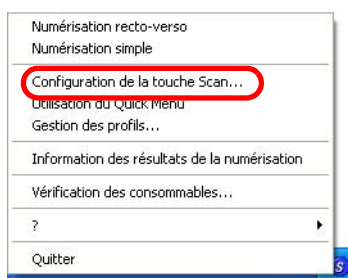 Numérisation recto-verso
Numérisation simple
Configuration de la touche Scan...
Utilisation du Quick Menu
Gestion des profils...
Information des résultats de la numérisation
Vérification des consommables...
?
Quitter
S